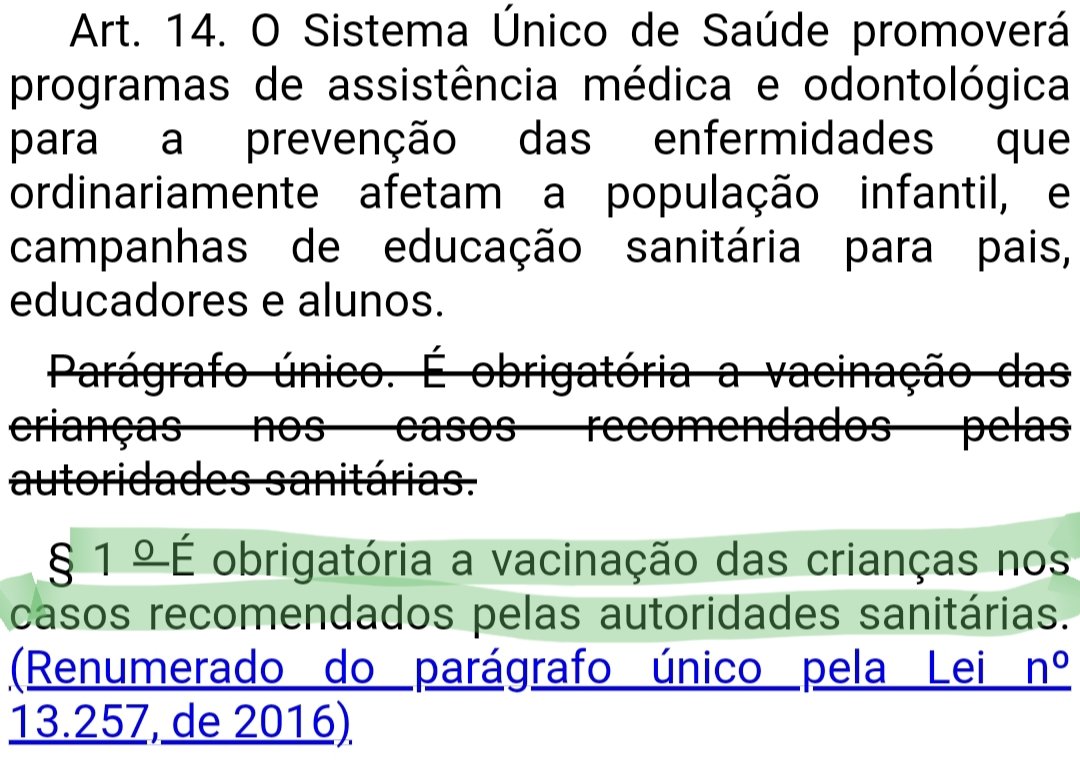 Art. 14. O Sistema Único de Saúde promoverá
programas de assistência médica e odontológica
para a prevenção das enfermidades que
ordinariamente afetam a população infantil, e
campanhas de educação sanitária para pais,
educadores e alunos.
Parágrafo único. É obrigatória a vacinação das
crianças nos casos recomendados pelas
autoridades sanitárias.
§ 1 º É obrigatória a vacinação das crianças nos
casos recomendados pelas autoridades sanitárias.
(Renumerado do parágrafo único pela Lei nº
13.257, de 2016)